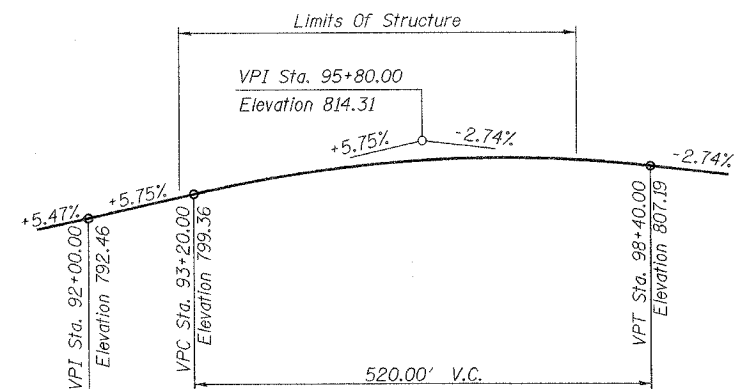 Limits Of Structure
VPI Sta. 95+80.00
Elevation 814.31
+5.75%
-2.74%
-2.74%
+5.47%
+5.75%
VPI Sta. 92+00.00
Elevation 792.46
VPC Sta. 93+20.00
Elevation 799.36
VPT Sta. 98+40.00
Elevation 807.19
520.00' V.C.